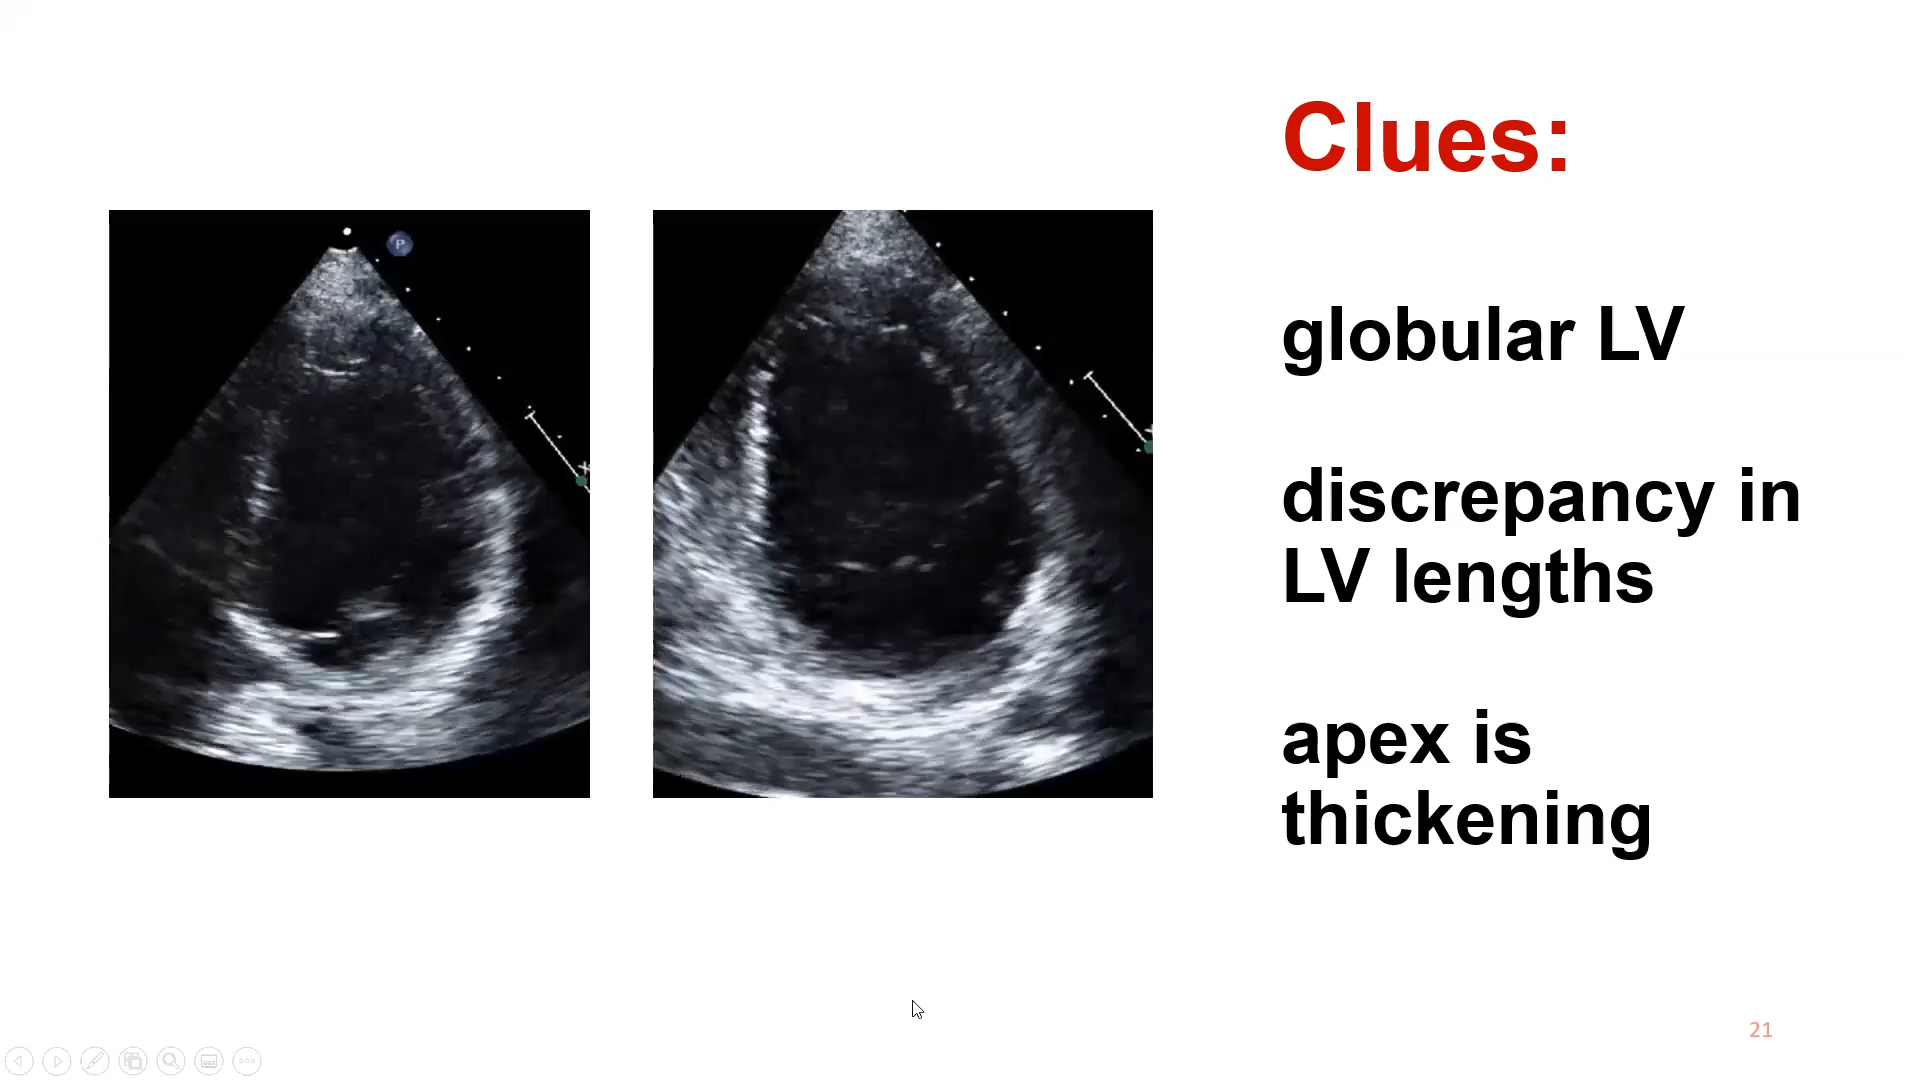 Clues:
P
globular LV
discrepancy in
LV lengths
apex is
thickening
21